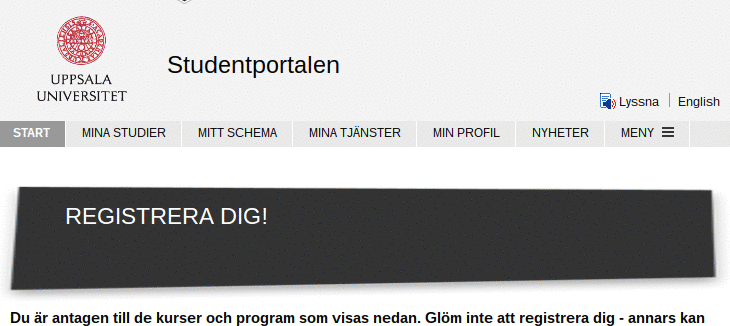 UPPSALA
UNIVERSITET
Studentportalen
Lyssna
English
START
MINA STUDIER
MITT SCHEMA
MINA TJÄNSTER
MIN PROFIL
NYHETER
MENY
REGISTRERA DIG!
Du är antagen till de kurser och program som visas nedan. Glöm inte att registrera dig - annars kan